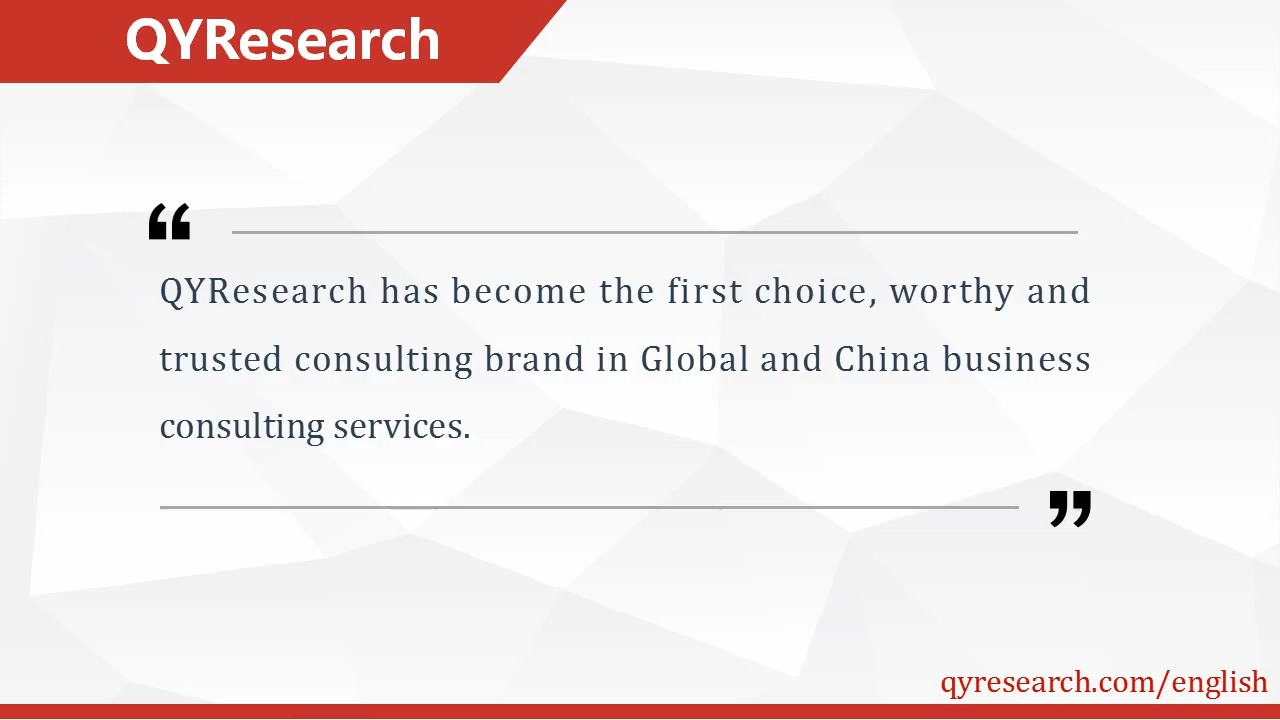 QYResearch
“
QYResearch has become the first choice, worthy and
trusted consulting brand in Global and China business
consulting services.
”
qyresearch.com/english